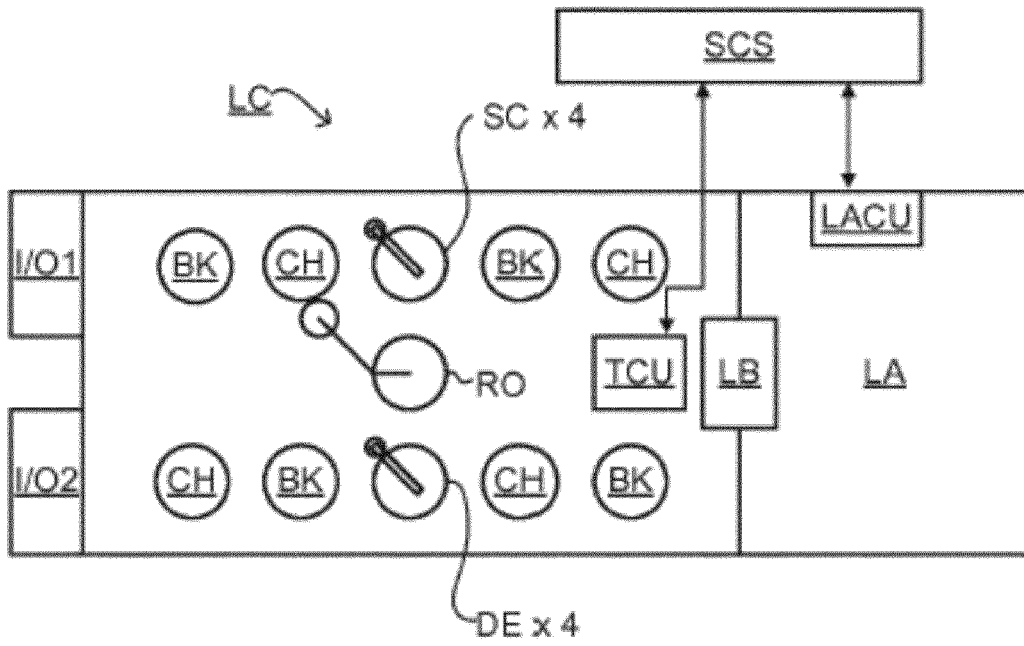 SCS
LC
SC x 4
I/O1
BK
CH
BK
CH
LACU
RO
TCU
LB
LA
I/O2
CH
BK
CH
BK
DE x 4